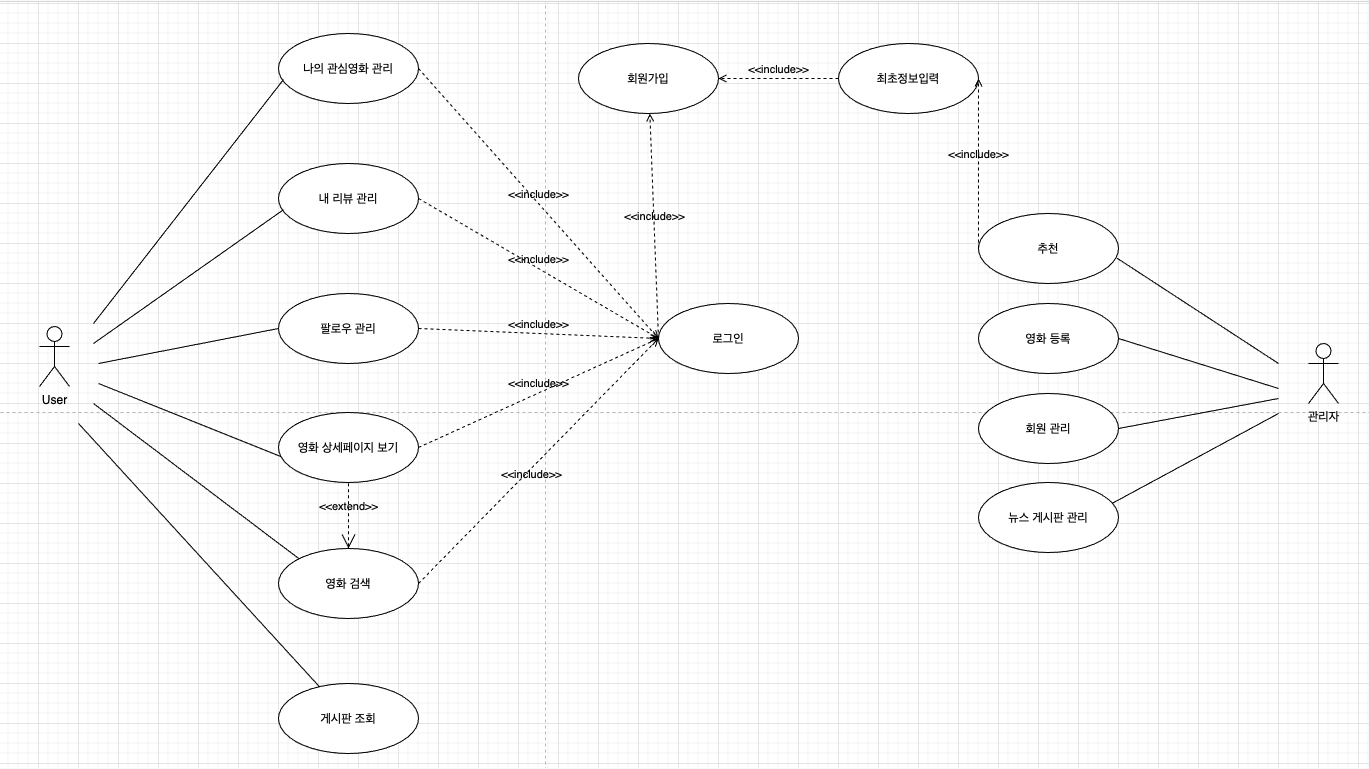 나의 관심영화 관리
회원가입
<<include>>
최초정보입력
<<include>>
내 리뷰 관리
<<include>>
<<include>>
추천
<<include>>
팔로우 관리
<<include>>
로그인
영화 등록
User
<<include>>
관리자
회원 관리
영화 상세페이지 보기
<<include>>
<<extend>>
뉴스 게시판 관리
영화 검색
게시판 조회